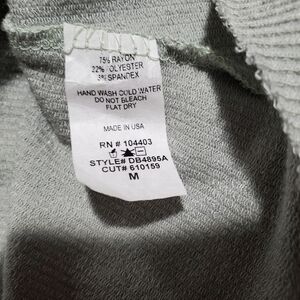 75% RAYON
22% POLYESTER
3% SPANDEX
HAND WASH COLD WATER
DO NOT BLEACH
FLAT DRY
MADE IN USA
RN # 104403
STYLE# DB4895A
CUT# 610159
M